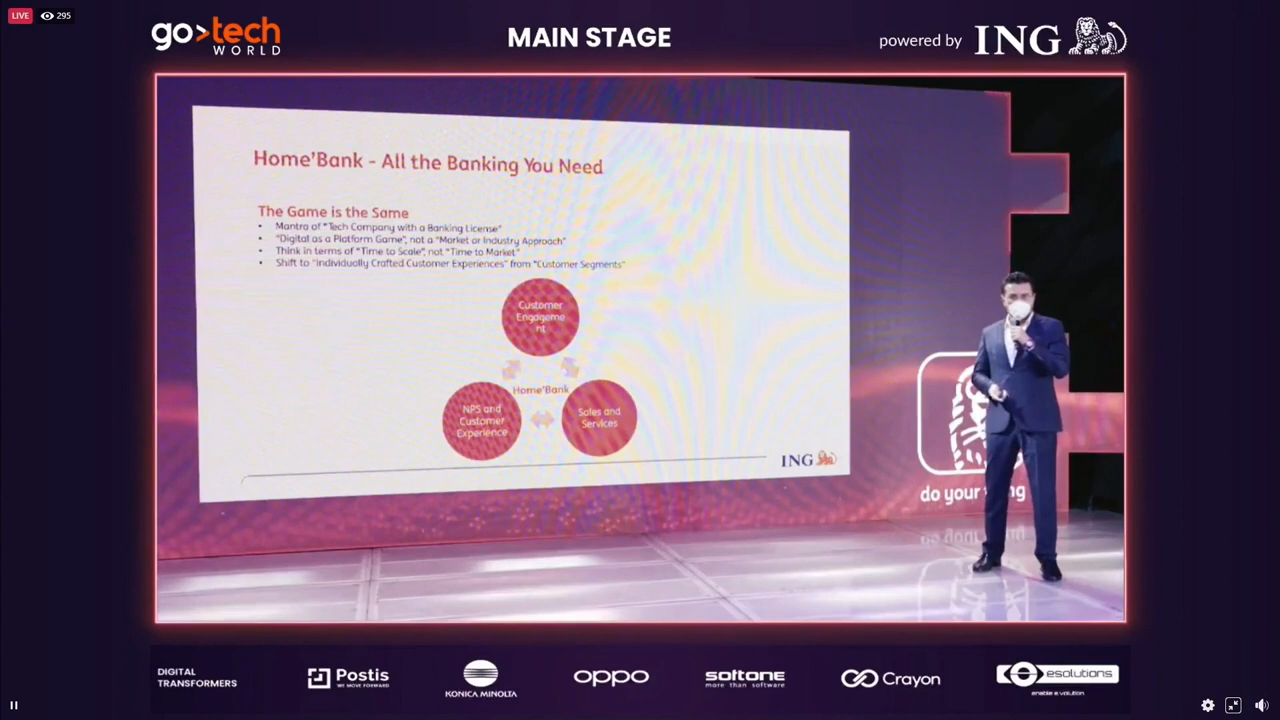 LIVE 295
go>tech
WORLD
MAIN STAGE
powered by ING
Home'Bank - All the Banking You Need
The Game is the Same
• Mantra of "Tech Company with a Banking License"
• "Digital as a Platform Game", not a "Market or Industry Approach"
• Think in terms of "Time to Scale", not "Time to Market"
• Shift to "Individually Crafted Customer Experiences" from "Customer Segments"
Customer
Engageme
nt
Home'Bank
NPS and
Customer
Experience
Sales and
Services
ING
do your
DIGITAL
TRANSFORMERS
Postis
WE MOVE FORWARD
KONICA MINOLTA
oppo
softone
more than software
Crayon
esolutions
enable e.volution